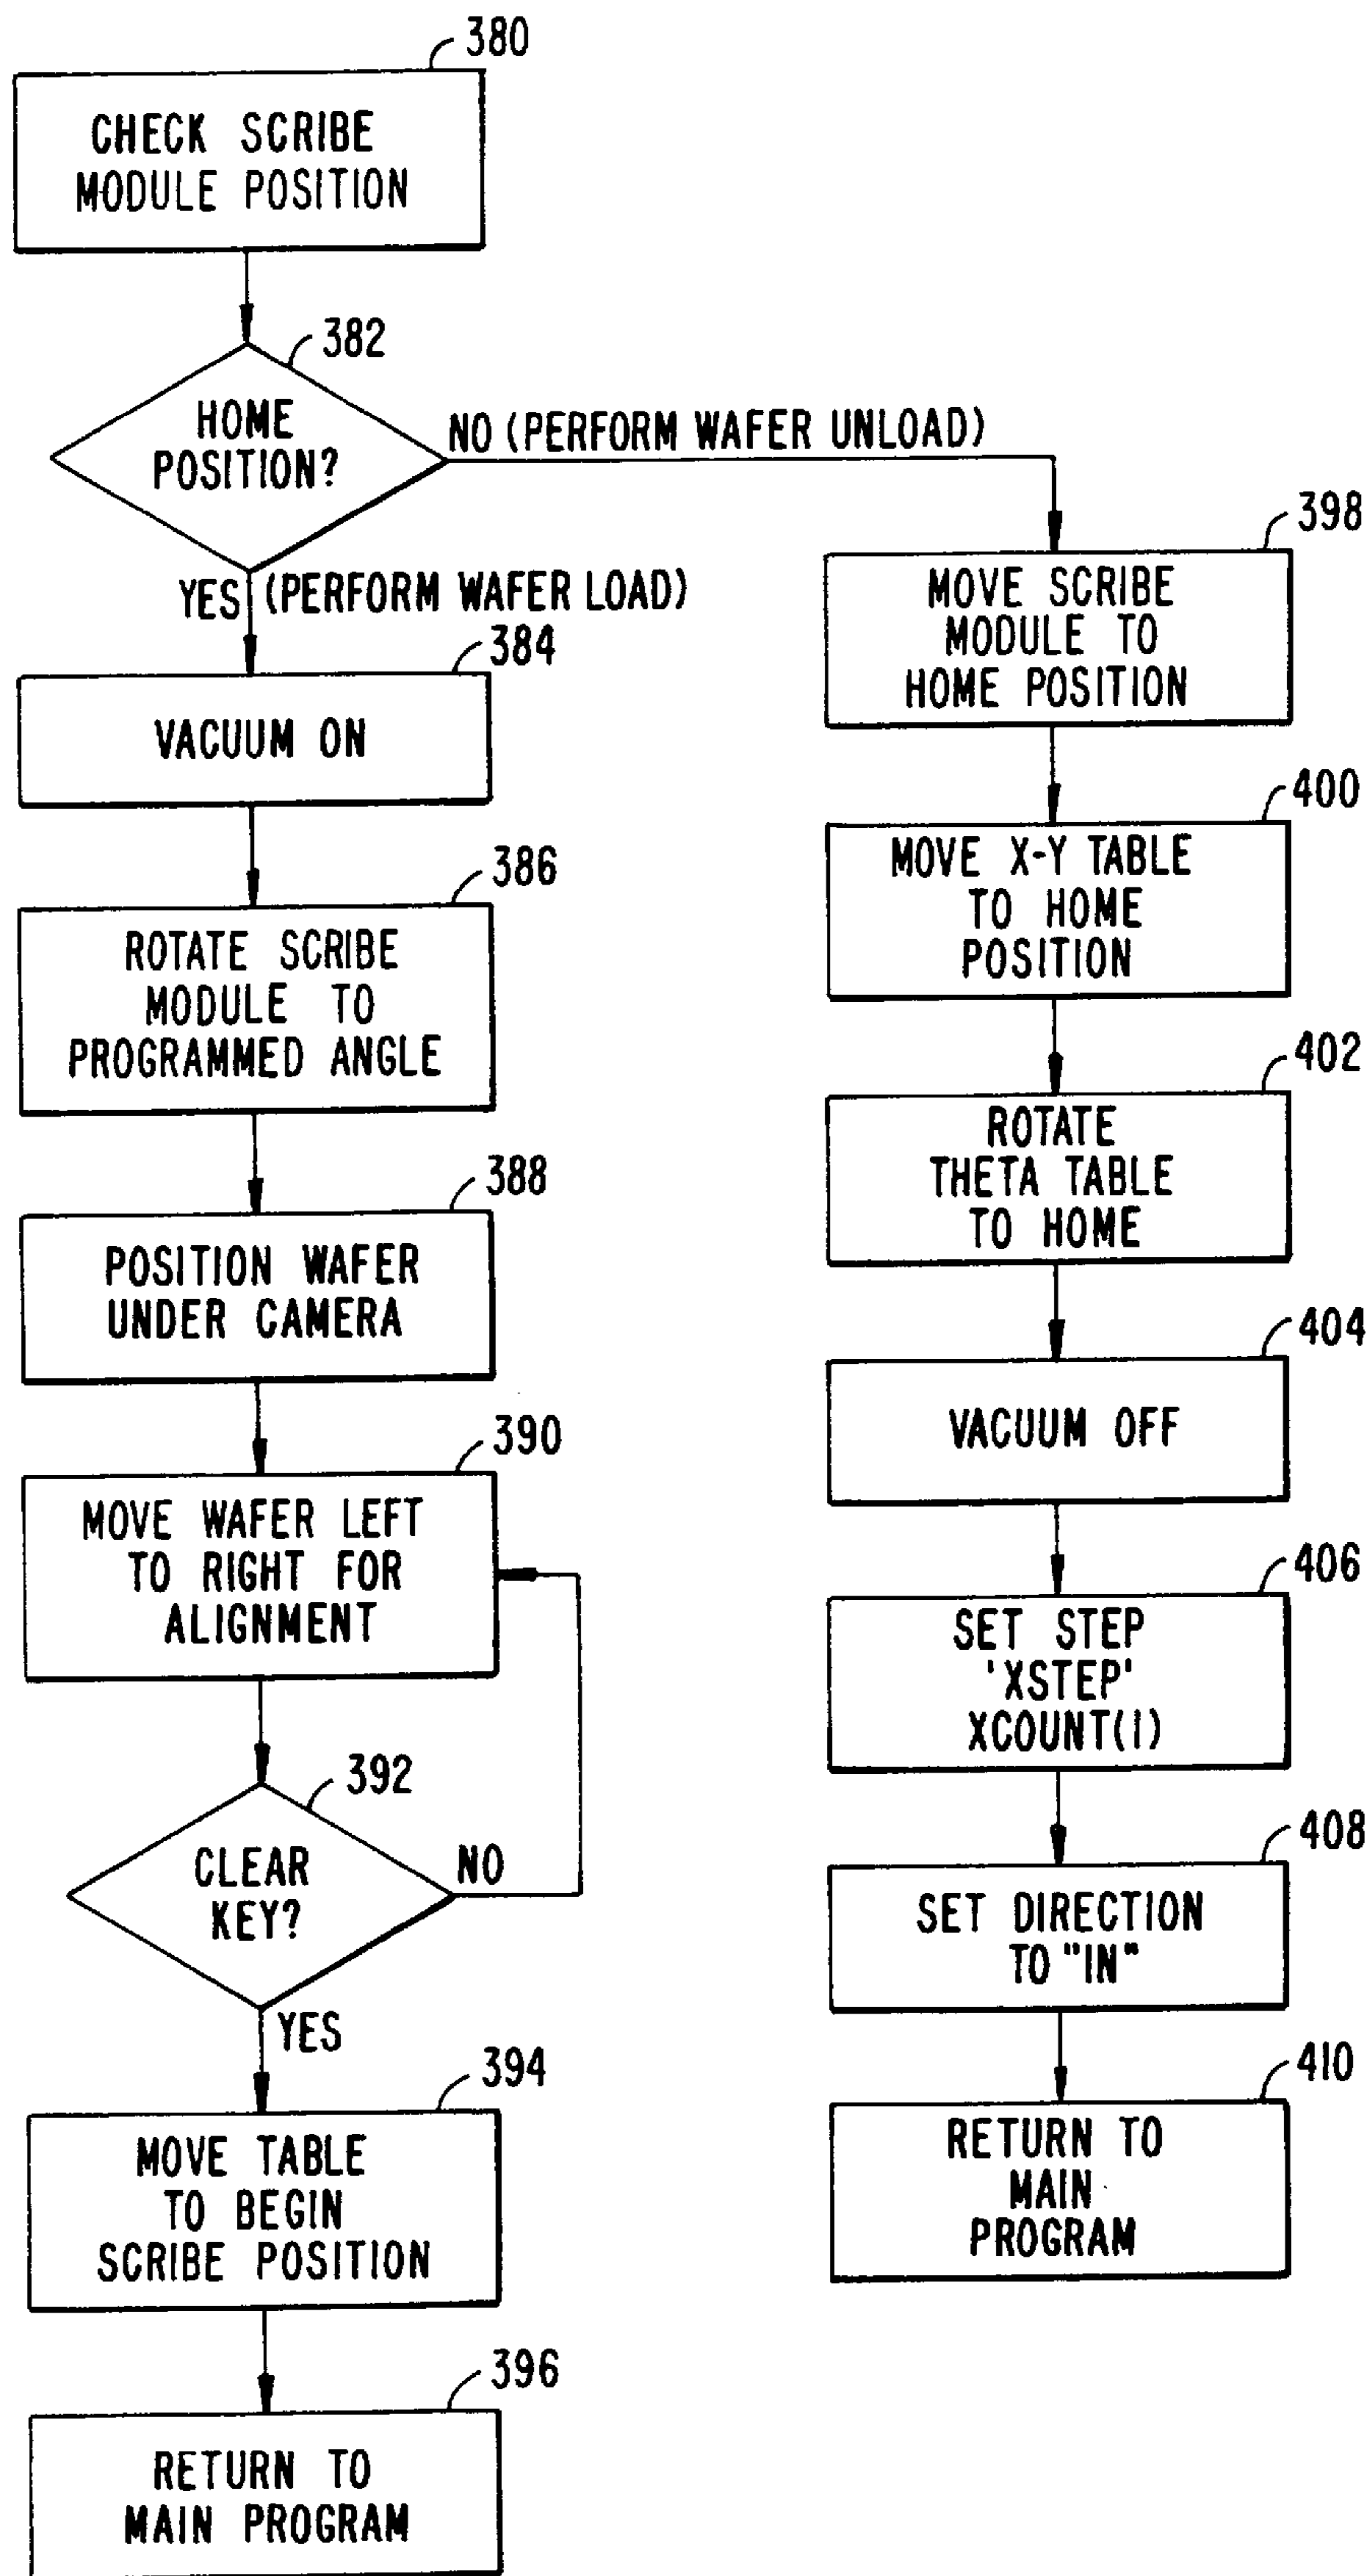 380
CHECK SCRIBE
MODULE POSITION
382
HOME
POSITION?
NO (PERFORM WAFER UNLOAD)
YES (PERFORM WAFER LOAD)
384
VACUUM ON
386
ROTATE SCRIBE
MODULE TO
PROGRAMMED ANGLE
388
POSITION WAFER
UNDER CAMERA
390
MOVE WAFER LEFT
TO RIGHT FOR
ALIGNMENT
392
CLEAR
KEY?
NO
YES
394
MOVE TABLE
TO BEGIN
SCRIBE POSITION
396
RETURN TO
MAIN PROGRAM
398
MOVE SCRIBE
MODULE TO
HOME POSITION
400
MOVE X-Y TABLE
TO HOME
POSITION
402
ROTATE
THETA TABLE
TO HOME
404
VACUUM OFF
406
SET STEP
'XSTEP'
XCOUNT(I)
408
SET DIRECTION
TO "IN"
410
RETURN TO
MAIN
PROGRAM